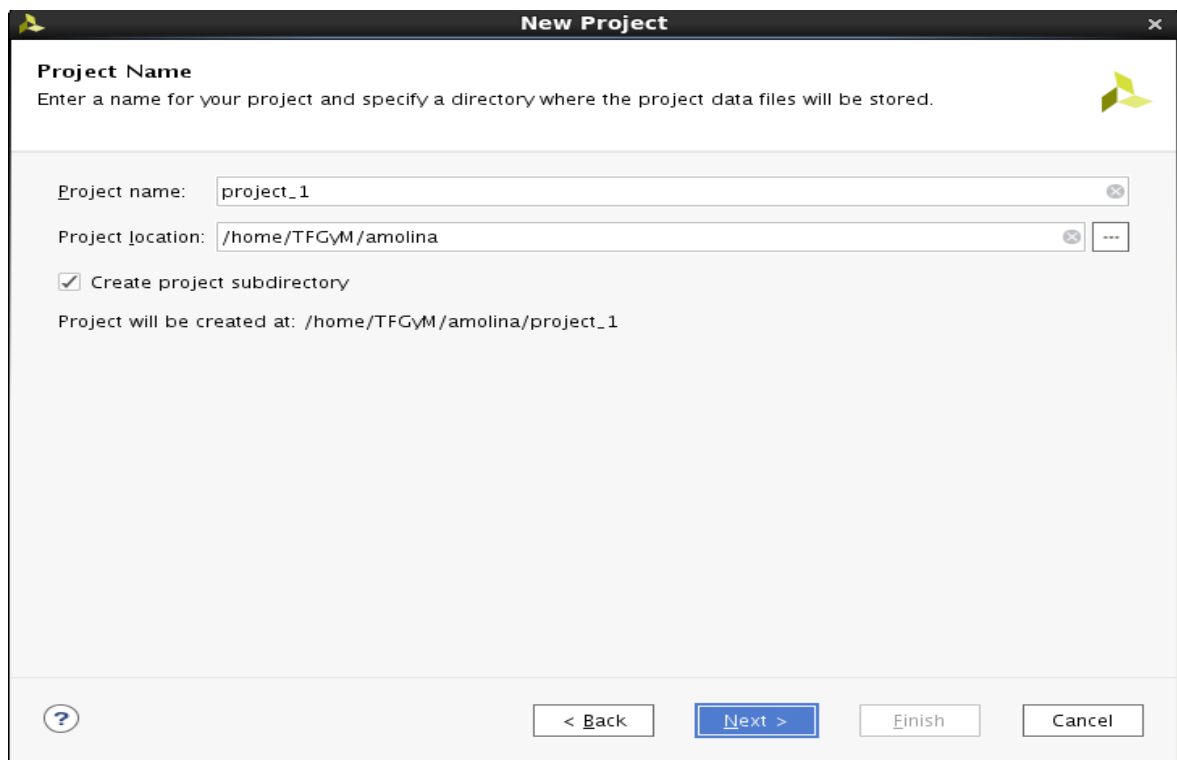 New Project
Project Name
Enter a name for your project and specify a directory where the project data files will be stored.
Project name: project_1
Project location: /home/TFGyM/amolina ...
Create project subdirectory
Project will be created at: /home/TFGyM/amolina/project_1
? < Back Next > Finish Cancel